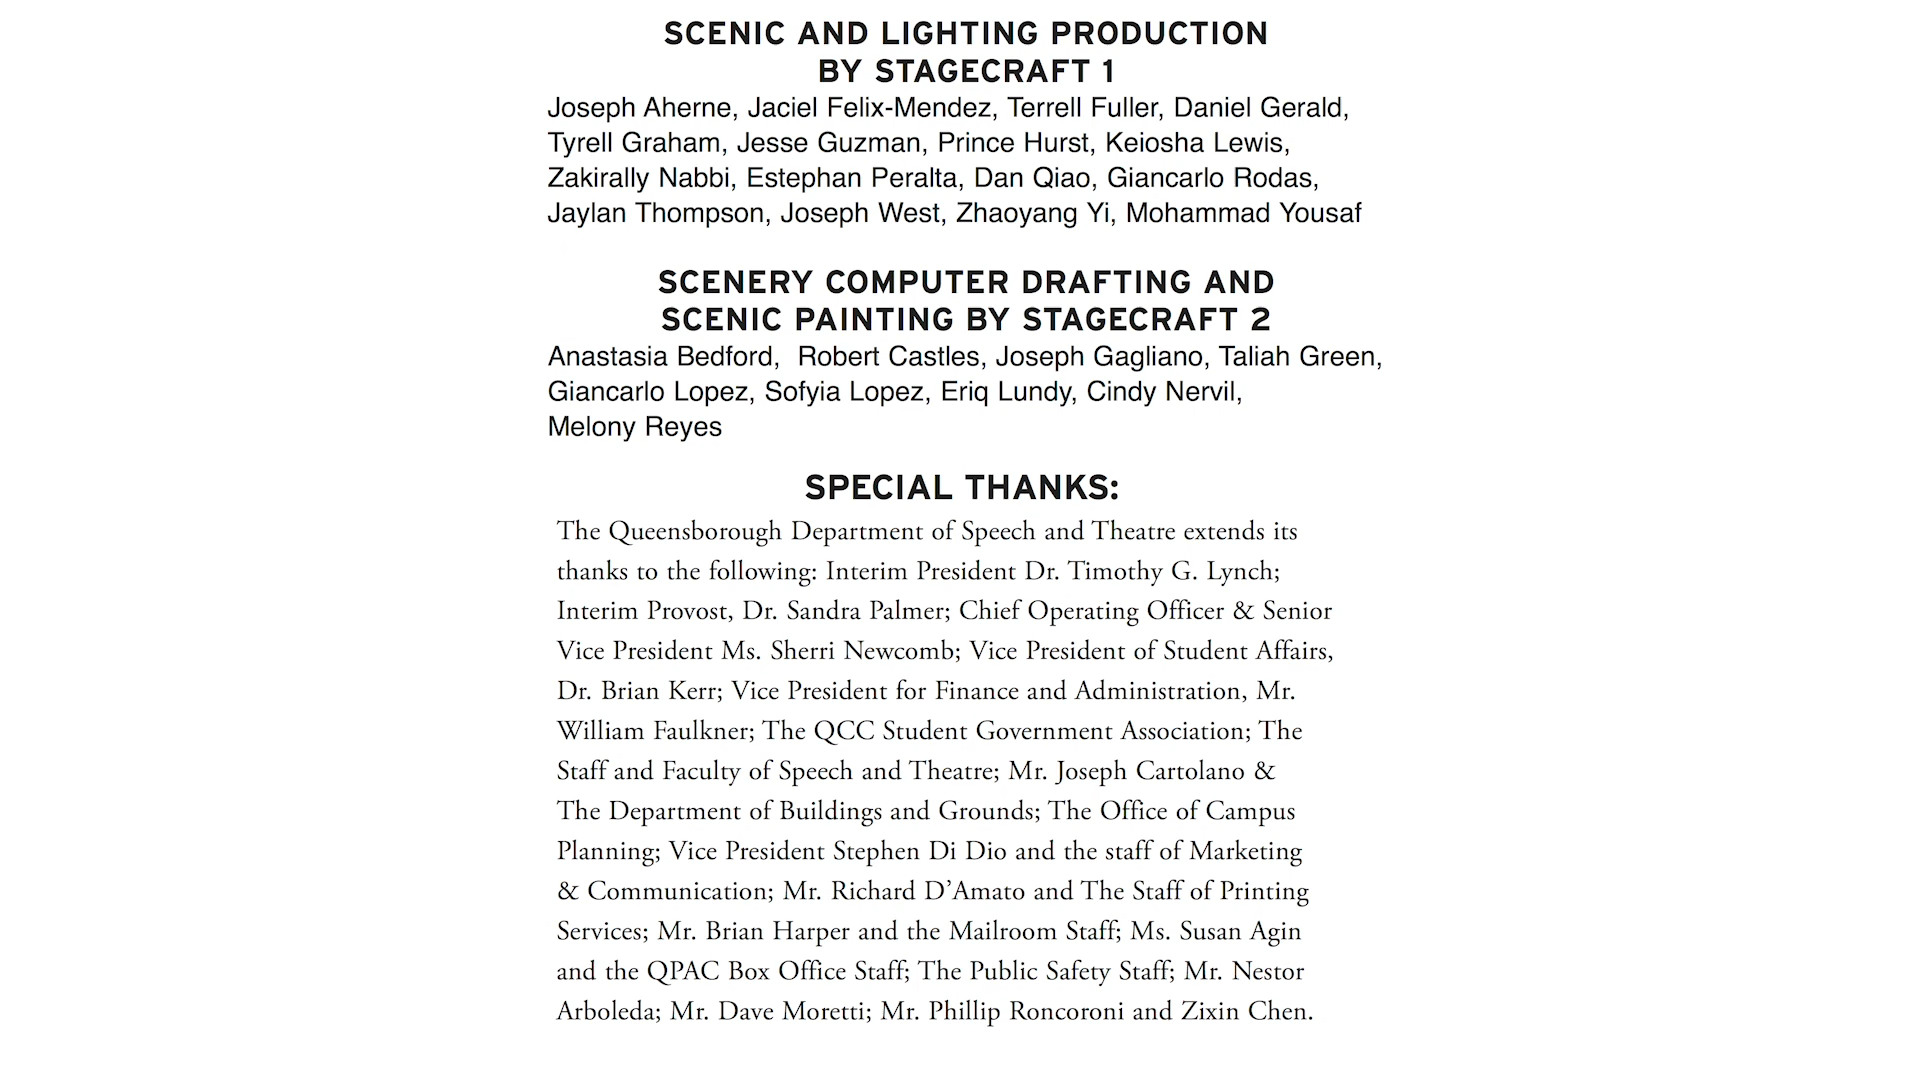 SCENIC AND LIGHTING PRODUCTION
BY STAGECRAFT 1
Joseph Aherne, Jaciel Felix-Mendez, Terrell Fuller, Daniel Gerald,
Tyrell Graham, Jesse Guzman, Prince Hurst, Keiosha Lewis,
Zakirally Nabbi, Estephan Peralta, Dan Qiao, Giancarlo Rodas,
Jaylan Thompson, Joseph West, Zhaoyang Yi, Mohammad Yousaf
SCENERY COMPUTER DRAFTING AND
SCENIC PAINTING BY STAGECRAFT 2
Anastasia Bedford,  Robert Castles, Joseph Gagliano, Taliah Green,
Giancarlo Lopez, Sofyia Lopez, Eriq Lundy, Cindy Nervil,
Melony Reyes
SPECIAL THANKS:
The Queensborough Department of Speech and Theatre extends its
thanks to the following: Interim President Dr. Timothy G. Lynch;
Interim Provost, Dr. Sandra Palmer; Chief Operating Officer & Senior
Vice President Ms. Sherri Newcomb; Vice President of Student Affairs,
Dr. Brian Kerr; Vice President for Finance and Administration, Mr.
William Faulkner; The QCC Student Government Association; The
Staff and Faculty of Speech and Theatre; Mr. Joseph Cartolano &
The Department of Buildings and Grounds; The Office of Campus
Planning; Vice President Stephen Di Dio and the staff of Marketing
& Communication; Mr. Richard D’Amato and The Staff of Printing
Services; Mr. Brian Harper and the Mailroom Staff; Ms. Susan Agin
and the QPAC Box Office Staff; The Public Safety Staff; Mr. Nestor
Arboleda; Mr. Dave Moretti; Mr. Phillip Roncoroni and Zixin Chen.